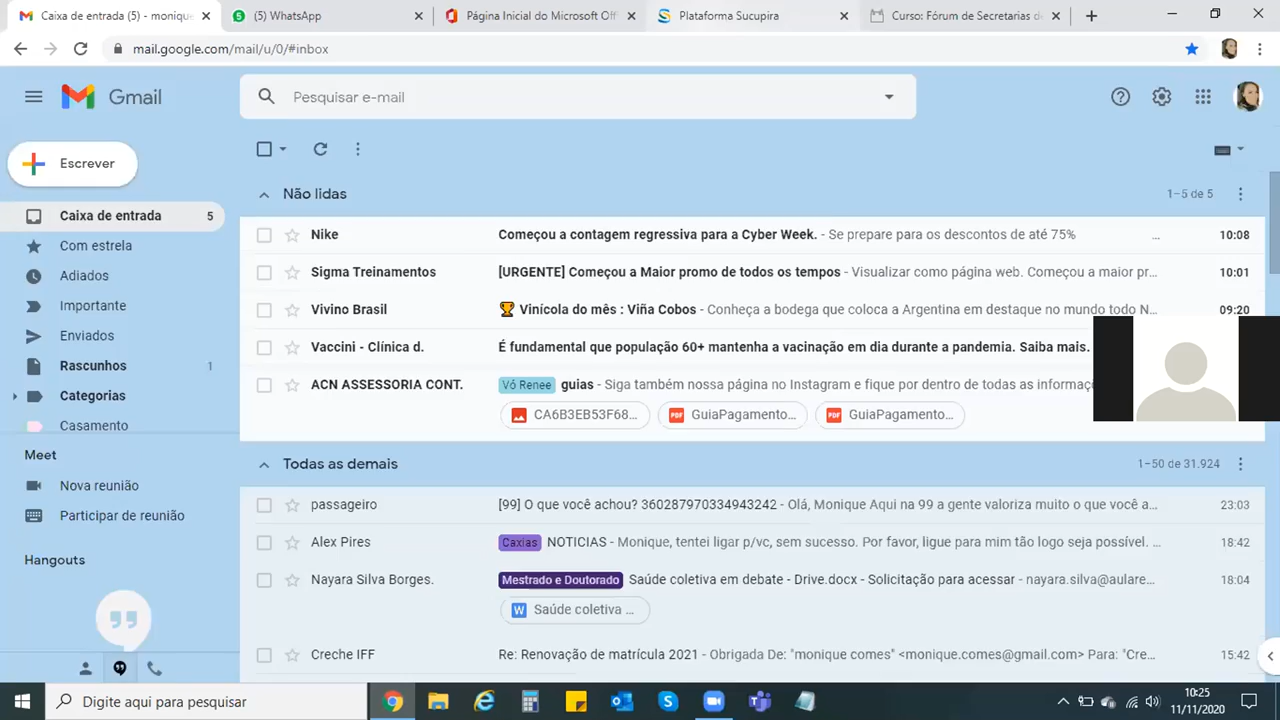 Caixa de entrada (5) - monique
(5) WhatsApp
Página Inicial do Microsoft Off
Plataforma Sucupira
Curso: Fórum de Secretarias de
mail.google.com/mail/u/0/#inbox
Gmail
Pesquisar e-mail
Escrever
Caixa de entrada 5
Com estrela
Adiados
Importante
Enviados
Rascunhos 1
Categorias
Casamento
Meet
Nova reunião
Participar de reunião
Hangouts
Não lidas 1–5 de 5
Nike Começou a contagem regressiva para a Cyber Week. - Se prepare para os descontos de até 75% ... 10:08
Sigma Treinamentos [URGENTE] Começou a Maior promo de todos os tempos - Visualizar como página web. Começou a maior pr... 10:01
Vivino Brasil 🏆 Vinícola do mês : Viña Cobos - Conheça a bodega que coloca a Argentina em destaque no mundo todo N... 09:20
Vaccini - Clínica d. É fundamental que população 60+ mantenha a vacinação em dia durante a pandemia. Saiba mais.
ACN ASSESSORIA CONT. Vó Renee guias - Siga também nossa página no Instagram e fique por dentro de todas as informaç
CA6B3EB53F68... PDF GuiaPagamento... PDF GuiaPagamento...
Todas as demais 1–50 de 31.924
passageiro [99] O que você achou? 360287970334943242 - Olá, Monique Aqui na 99 a gente valoriza muito o que você a... 23:03
Alex Pires Caxias NOTICIAS - Monique, tentei ligar p/vc, sem sucesso. Por favor, ligue para mim tão logo seja possível. ... 18:42
Nayara Silva Borges. Mestrado e Doutorado Saúde coletiva em debate - Drive.docx - Solicitação para acessar - nayara.silva@aulare... 18:04
W Saúde coletiva ...
Creche IFF Re: Renovação de matrícula 2021 - Obrigada De: "monique comes" <monique.comes@gmail.com> Para: "Cre... 15:42
Digite aqui para pesquisar
10:25
11/11/2020